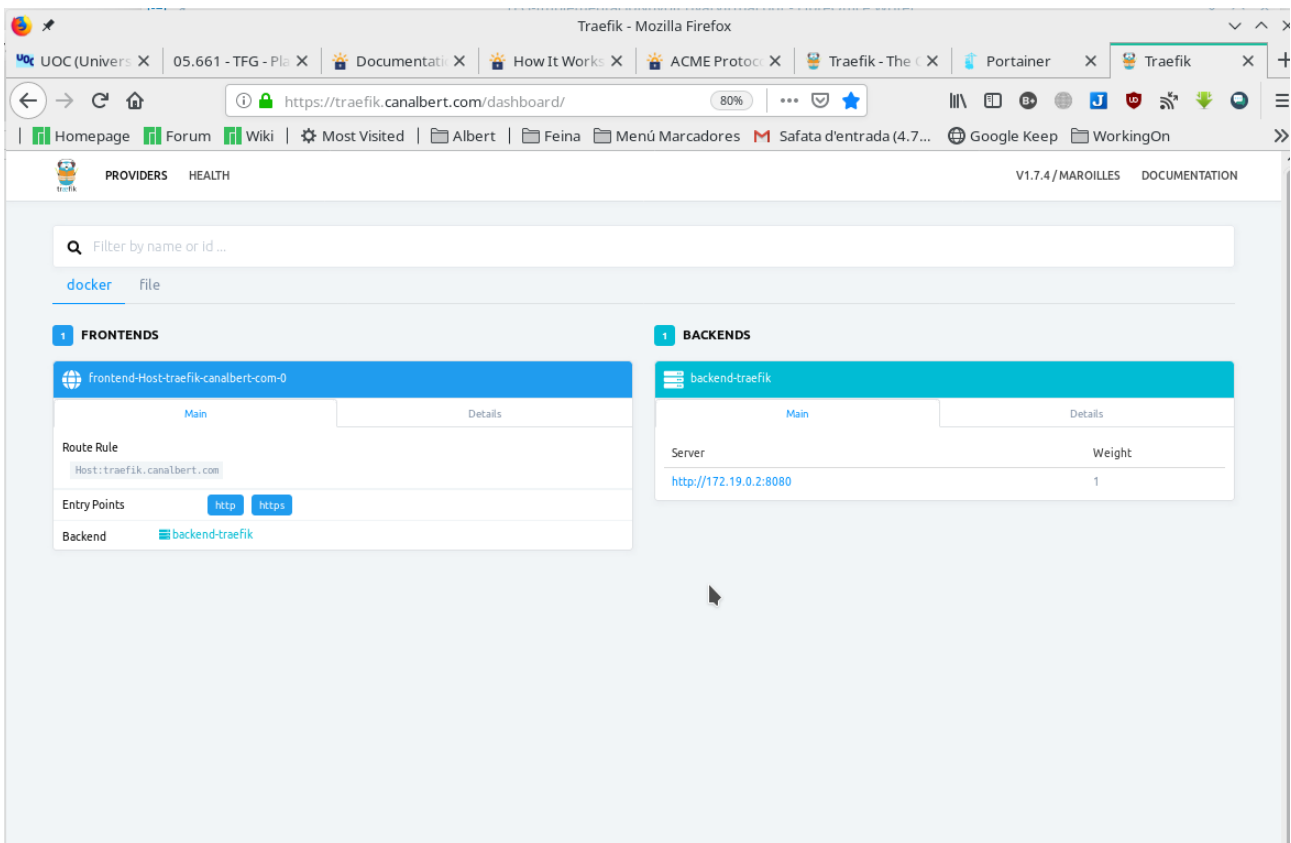 Traefik - Mozilla Firefox
UOC (Univers 05.661 - TFG - Pla Documentatio How It Works ACME Protoco Traefik - The C Portainer Traefik
https://traefik.canalbert.com/dashboard/ 80%
Homepage Forum Wiki Most Visited Albert Feina Menú Marcadores Safata d'entrada (4.7... Google Keep WorkingOn
træfik PROVIDERS HEALTH V1.7.4 / MAROILLES DOCUMENTATION
Filter by name or id ...
docker file
1 FRONTENDS 1 BACKENDS
frontend-Host-traefik-canalbert-com-0 backend-traefik
Main Details Main Details
Route Rule Server Weight
Host:traefik.canalbert.com
http://172.19.0.2:8080 1
Entry Points http https
Backend backend-traefik